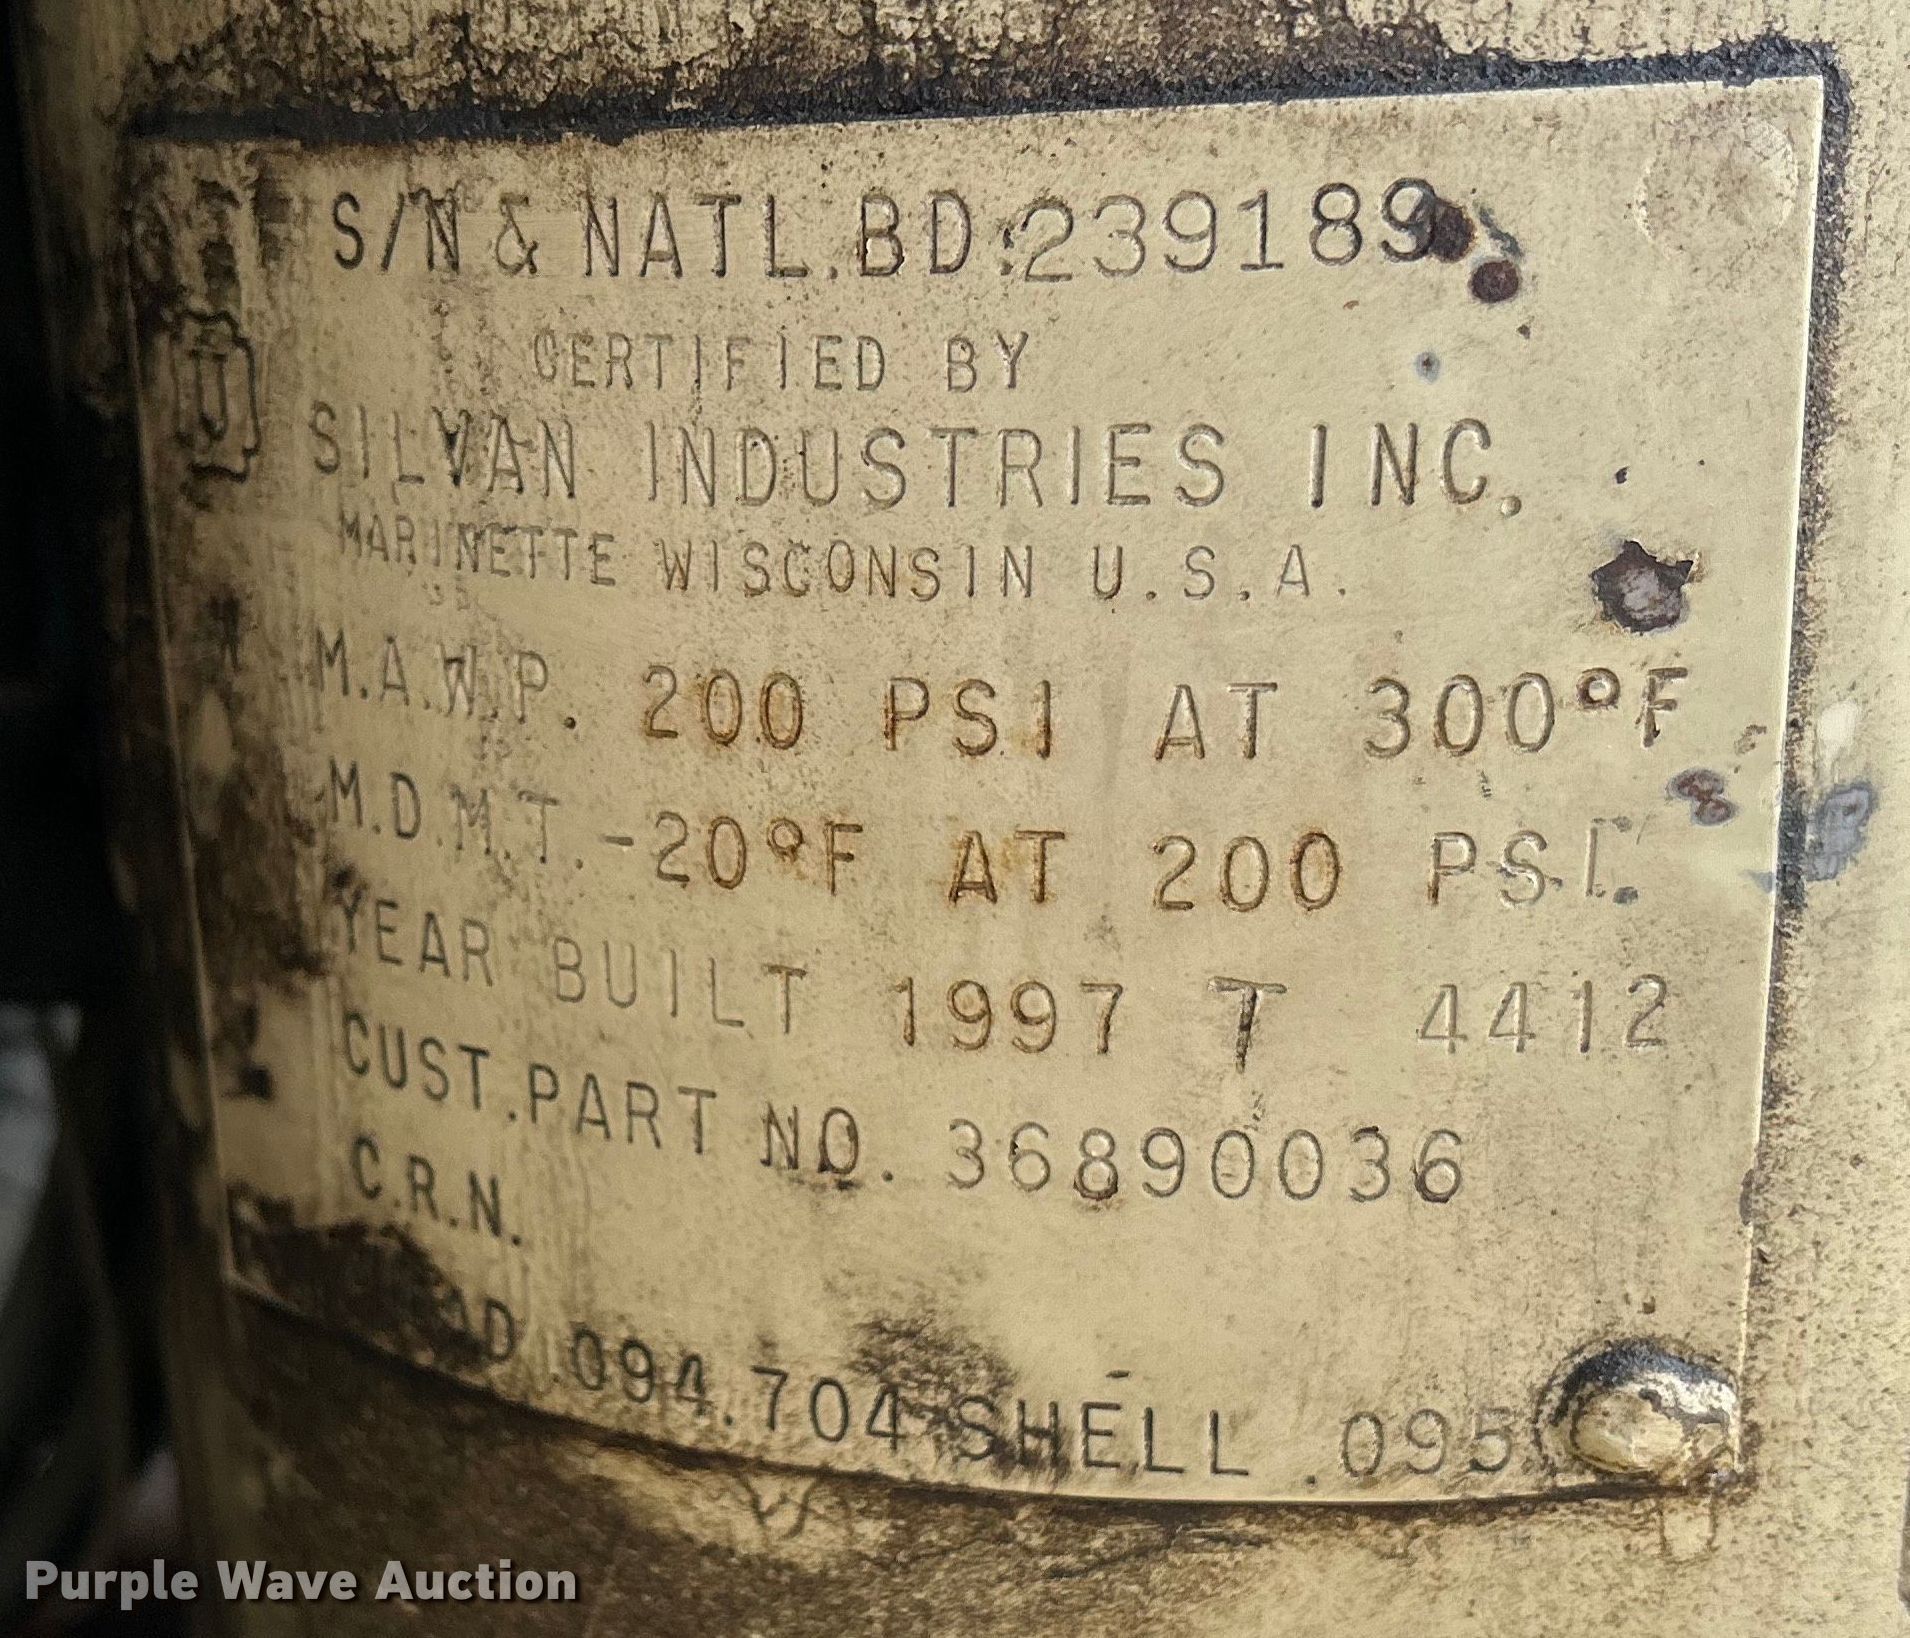 S/N & NATL.BD.:239189
U
CERTIFIED BY
SILVAN INDUSTRIES INC.
MARINETTE WISCONSIN U.S.A.
M.A.W.P. 200 PSI AT 300°F
M.D.M.T.-20°F AT 200 PSI
YEAR BUILT 1997 T 4412
CUST.PART NO. 36890036
C.R.N.
.094.704 SHELL .095
Purple Wave Auction